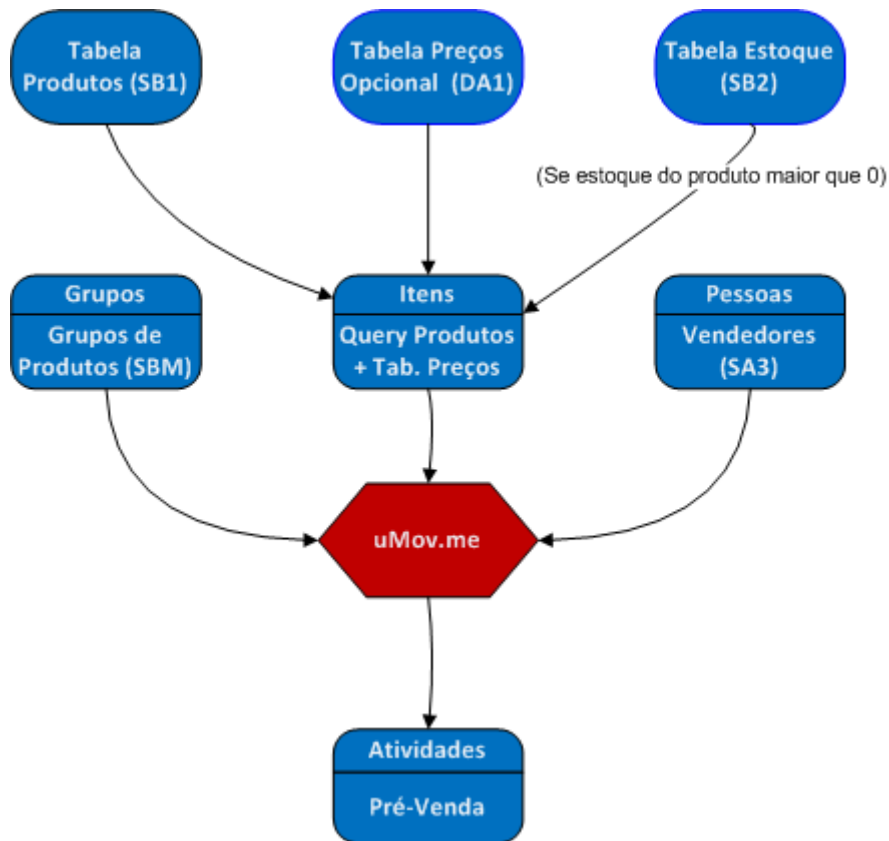 Tabela
Produtos (SB1)
Tabela Preços
Opcional (DA1)
Tabela Estoque
(SB2)
(Se estoque do produto maior que 0)
Grupos
Grupos de
Produtos (SBM)
Itens
Query Produtos
+ Tab. Preços
Pessoas
Vendedores
(SA3)
uMov.me
Atividades
Pré-Venda